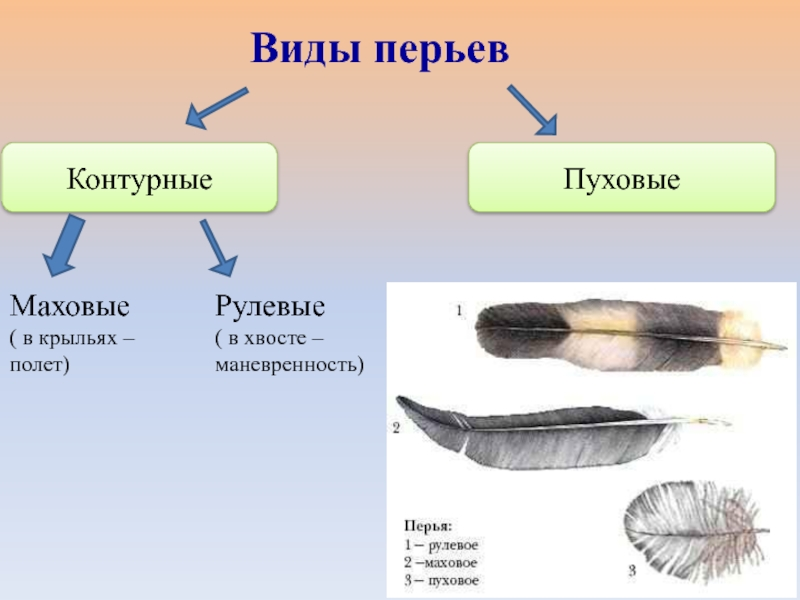 Виды перьев
Контурные
Пуховые
Маховые
( в крыльях –
полет)
Рулевые
( в хвосте –
маневренность)
1
2
3
Перья:
1 – рулевое
2 –маховое
3 – пуховое